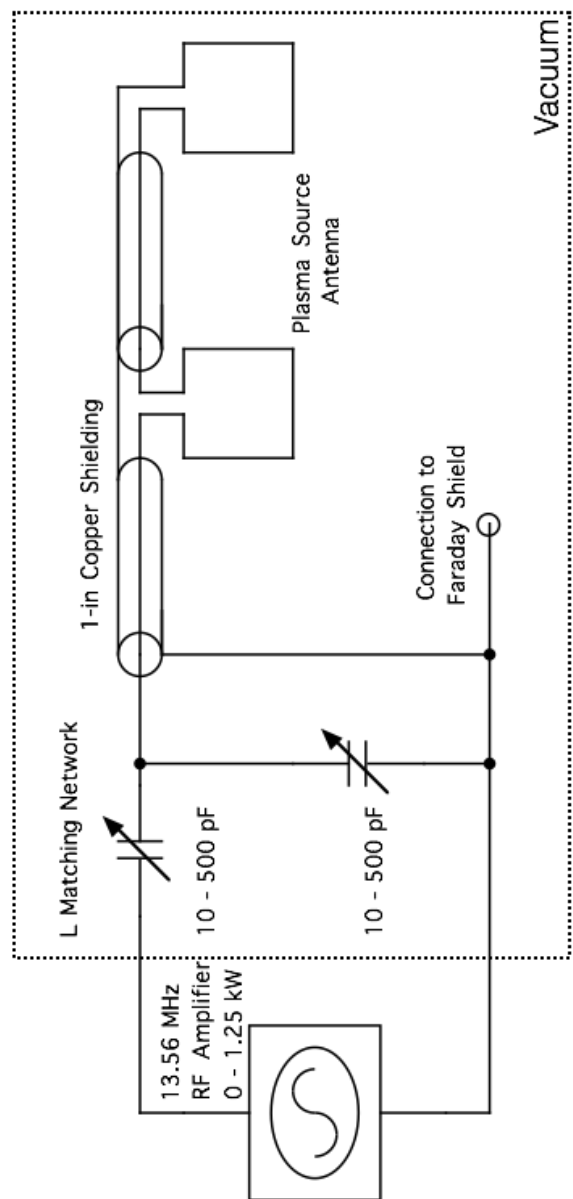 Vacuum
1-in Copper Shielding
Plasma Source
Antenna
Connection to
Faraday Shield
L Matching Network
10 - 500 pF
10 - 500 pF
13.56 MHz
RF Amplifier
0 - 1.25 kW